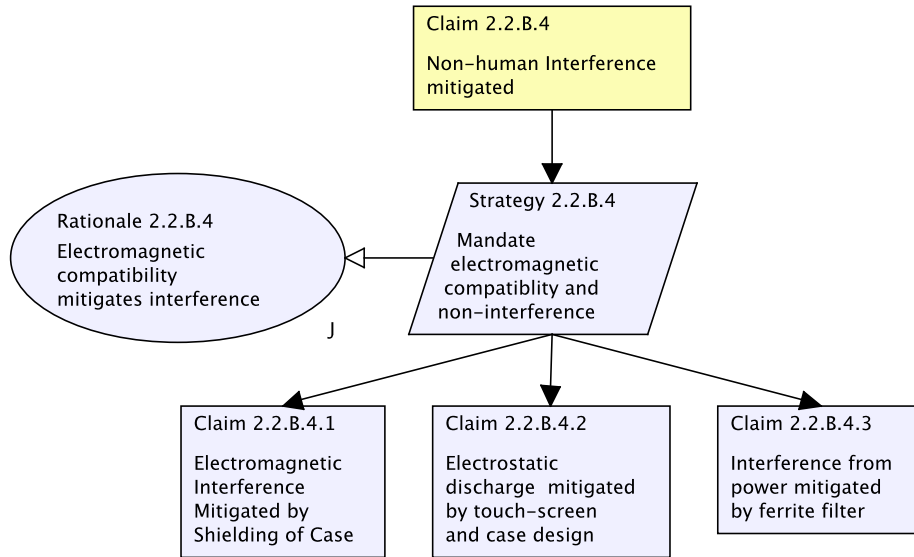 Claim 2.2.B.4
Non-human Interference
mitigated
Strategy 2.2.B.4
Mandate
electromagnetic
compatiblity and
non-interference
Rationale 2.2.B.4
Electromagnetic
compatibility
mitigates interference
J
Claim 2.2.B.4.1
Electromagnetic
Interference
Mitigated by
Shielding of Case
Claim 2.2.B.4.2
Electrostatic
discharge mitigated
by touch-screen
and case design
Claim 2.2.B.4.3
Interference from
power mitigated
by ferrite filter